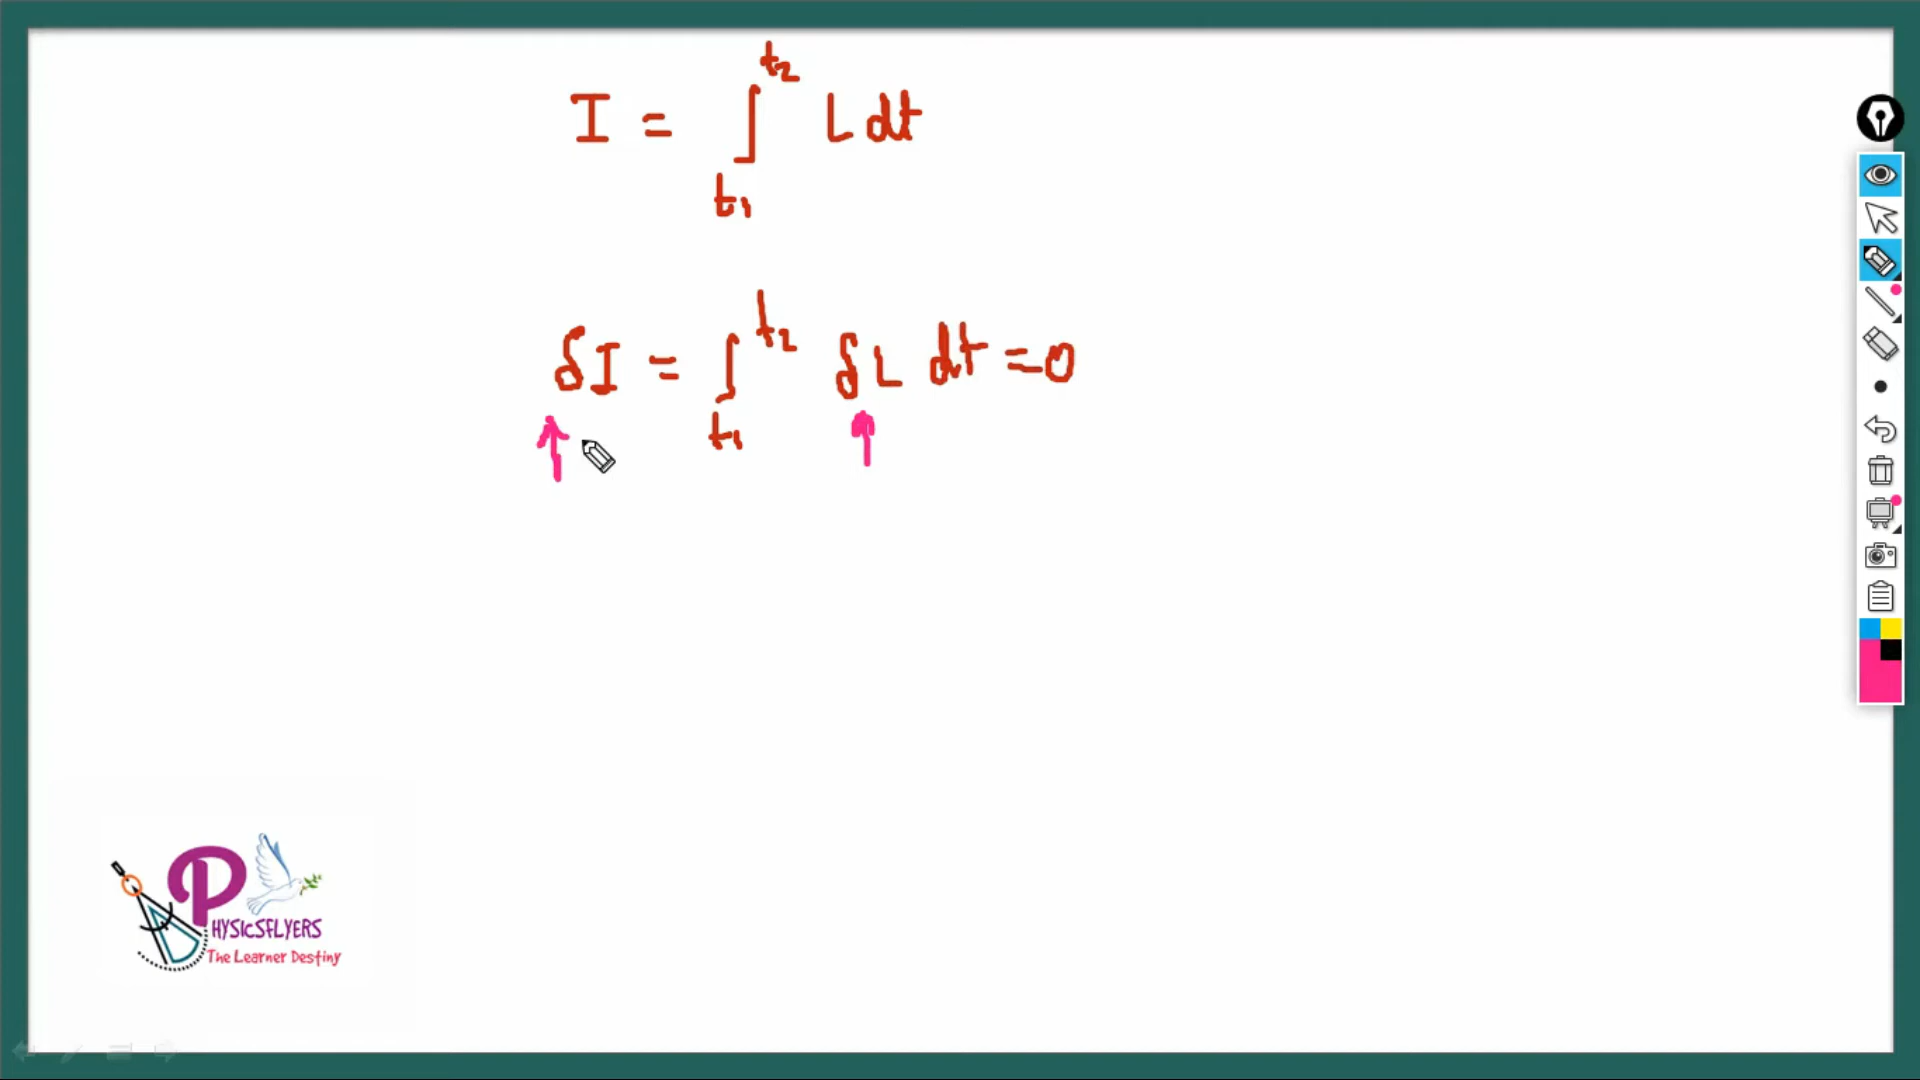 I = ∫_{t₁}^{t₂} L dt
δI = ∫_{t₁}^{t₂} δL dt = 0
PHYSICSFLYERS
The Learner Destiny